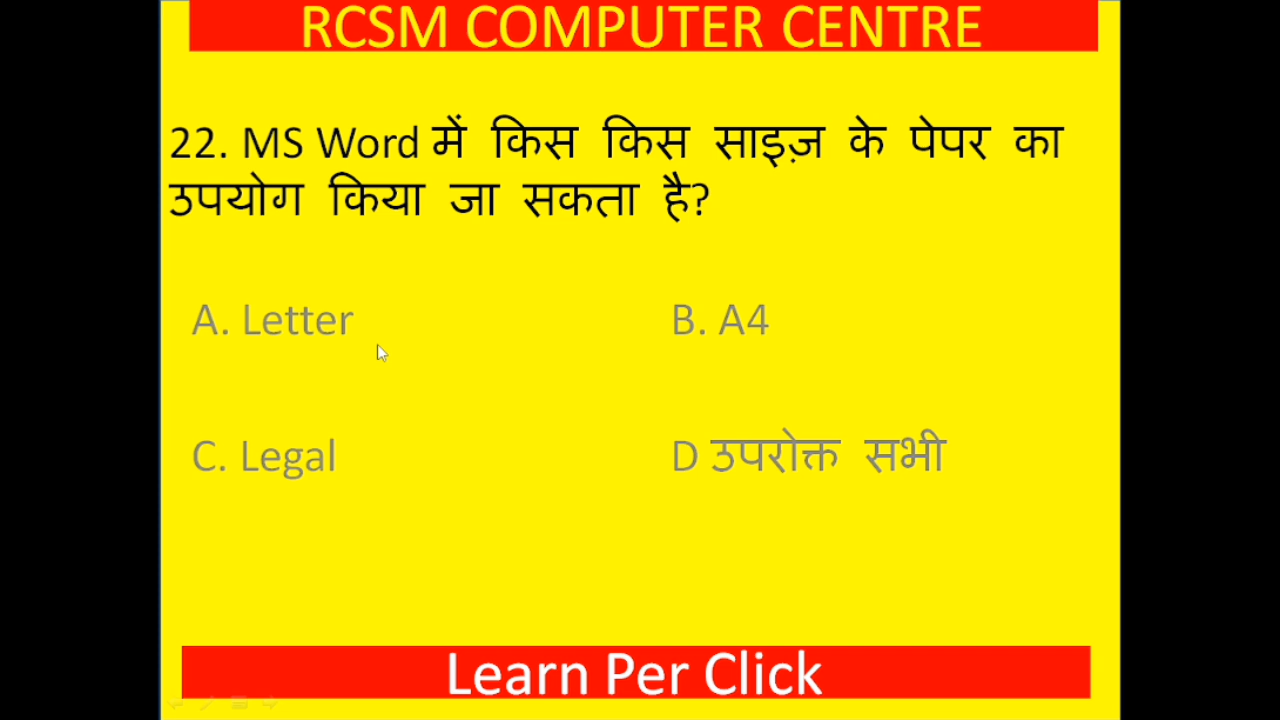 RCSM COMPUTER CENTRE
22. MS Word में किस किस साइज़ के पेपर का
उपयोग किया जा सकता है?
A. Letter
B. A4
C. Legal
D उपरोक्त सभी
Learn Per Click